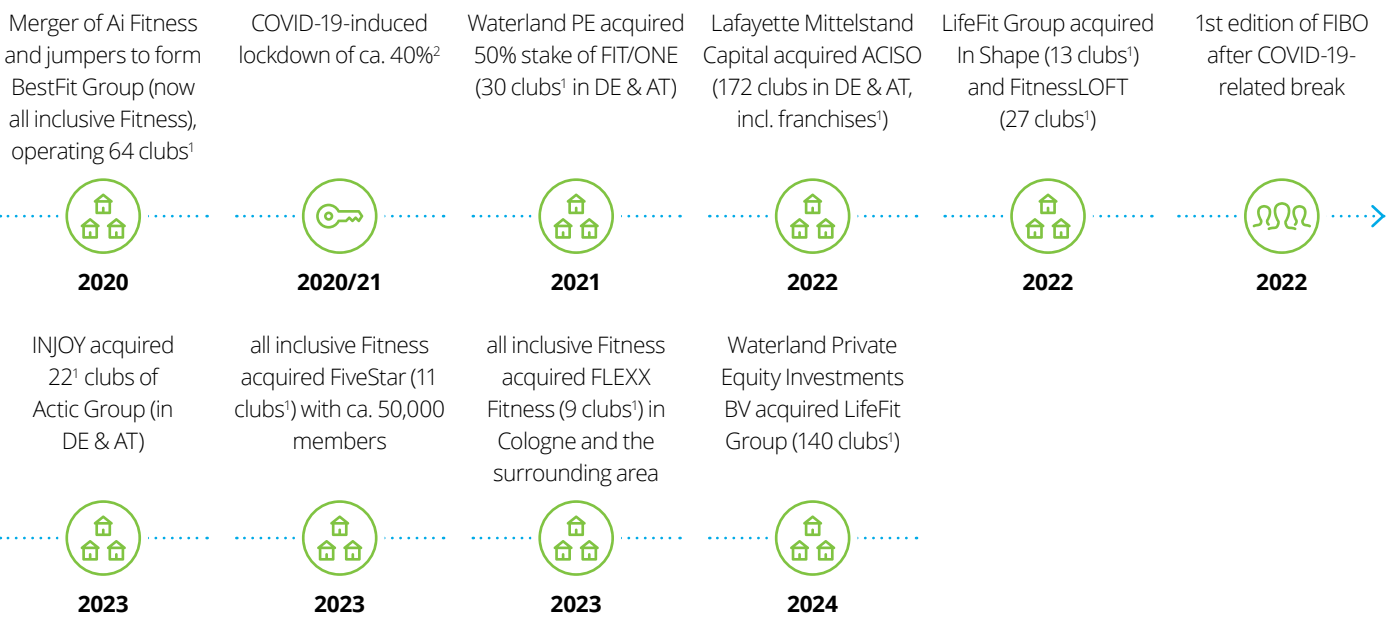 Merger of Ai Fitness
and jumpers to form
BestFit Group (now
all inclusive Fitness),
operating 64 clubs¹
2020
COVID-19-induced
lockdown of ca. 40%²
2020/21
Waterland PE acquired
50% stake of FIT/ONE
(30 clubs¹ in DE & AT)
2021
Lafayette Mittelstand
Capital acquired ACISO
(172 clubs in DE & AT,
incl. franchises¹)
2022
LifeFit Group acquired
In Shape (13 clubs¹)
and FitnessLOFT
(27 clubs¹)
2022
1st edition of FIBO
after COVID-19-
related break
2022
INJOY acquired
22¹ clubs of
Actic Group (in
DE & AT)
2023
all inclusive Fitness
acquired FiveStar (11
clubs¹) with ca. 50,000
members
2023
all inclusive Fitness
acquired FLEXX
Fitness (9 clubs¹) in
Cologne and the
surrounding area
2023
Waterland Private
Equity Investments
BV acquired LifeFit
Group (140 clubs¹)
2024